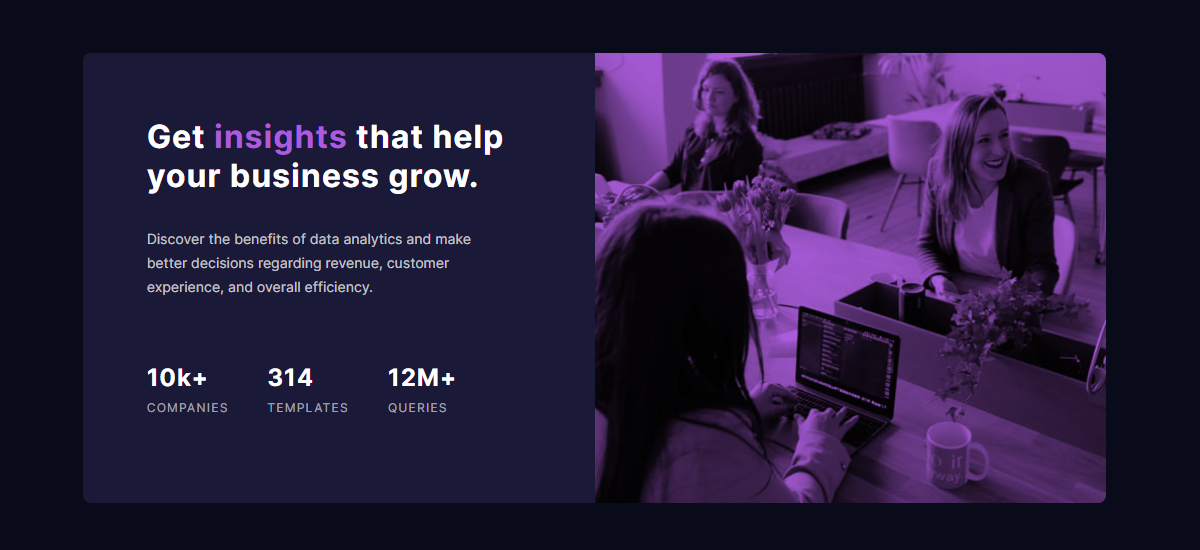 Get insights that help
your business grow.
Discover the benefits of data analytics and make
better decisions regarding revenue, customer
experience, and overall efficiency.
10k+ 314 12M+
COMPANIES TEMPLATES QUERIES
it